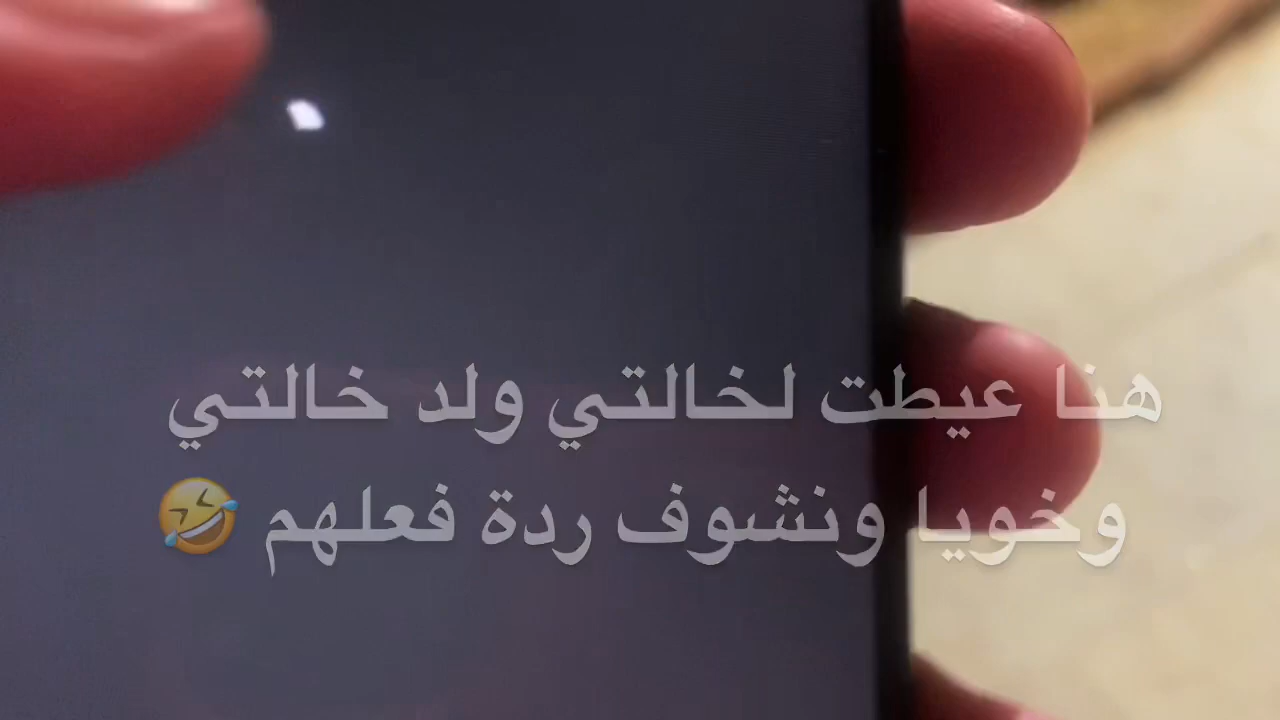 هنا عيطت لخالتي ولد خالتي
وخويا ونشوف ردة فعلهم 🤣